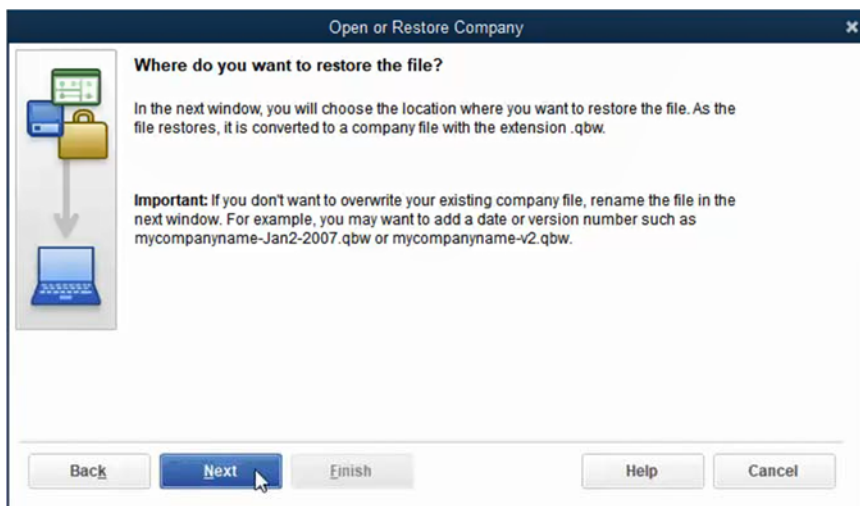 Open or Restore Company
Where do you want to restore the file?
In the next window, you will choose the location where you want to restore the file. As the
file restores, it is converted to a company file with the extension .qbw.
Important: If you don't want to overwrite your existing company file, rename the file in the
next window. For example, you may want to add a date or version number such as
mycompanyname-Jan2-2007.qbw or mycompanyname-v2.qbw.
Back Next Finish Help Cancel